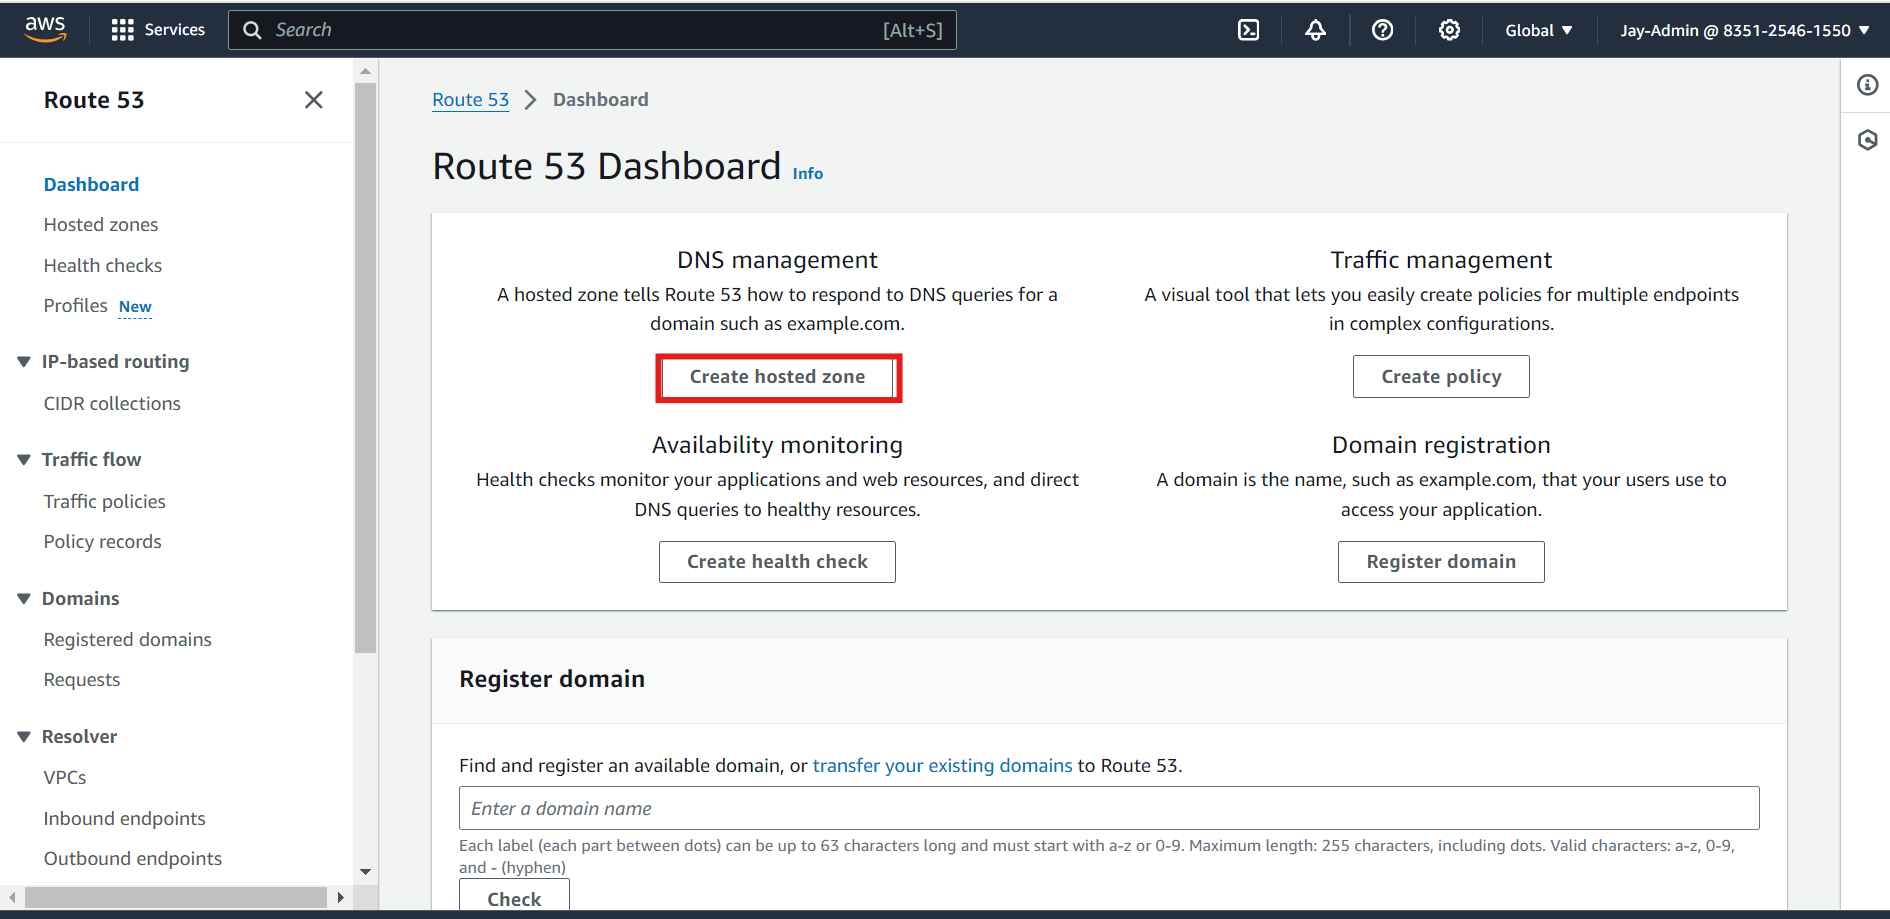 aws
Services
Search
[Alt+S]
Global
Jay-Admin @ 8351-2546-1550
Route 53
Dashboard
Hosted zones
Health checks
Profiles New
IP-based routing
CIDR collections
Traffic flow
Traffic policies
Policy records
Domains
Registered domains
Requests
Resolver
VPCs
Inbound endpoints
Outbound endpoints
Route 53 Dashboard
Route 53 Dashboard Info
DNS management
A hosted zone tells Route 53 how to respond to DNS queries for a
domain such as example.com.
Create hosted zone
Traffic management
A visual tool that lets you easily create policies for multiple endpoints
in complex configurations.
Create policy
Availability monitoring
Health checks monitor your applications and web resources, and direct
DNS queries to healthy resources.
Create health check
Domain registration
A domain is the name, such as example.com, that your users use to
access your application.
Register domain
Register domain
Find and register an available domain, or transfer your existing domains to Route 53.
Enter a domain name
Each label (each part between dots) can be up to 63 characters long and must start with a-z or 0-9. Maximum length: 255 characters, including dots. Valid characters: a-z, 0-9,
and - (hyphen)
Check